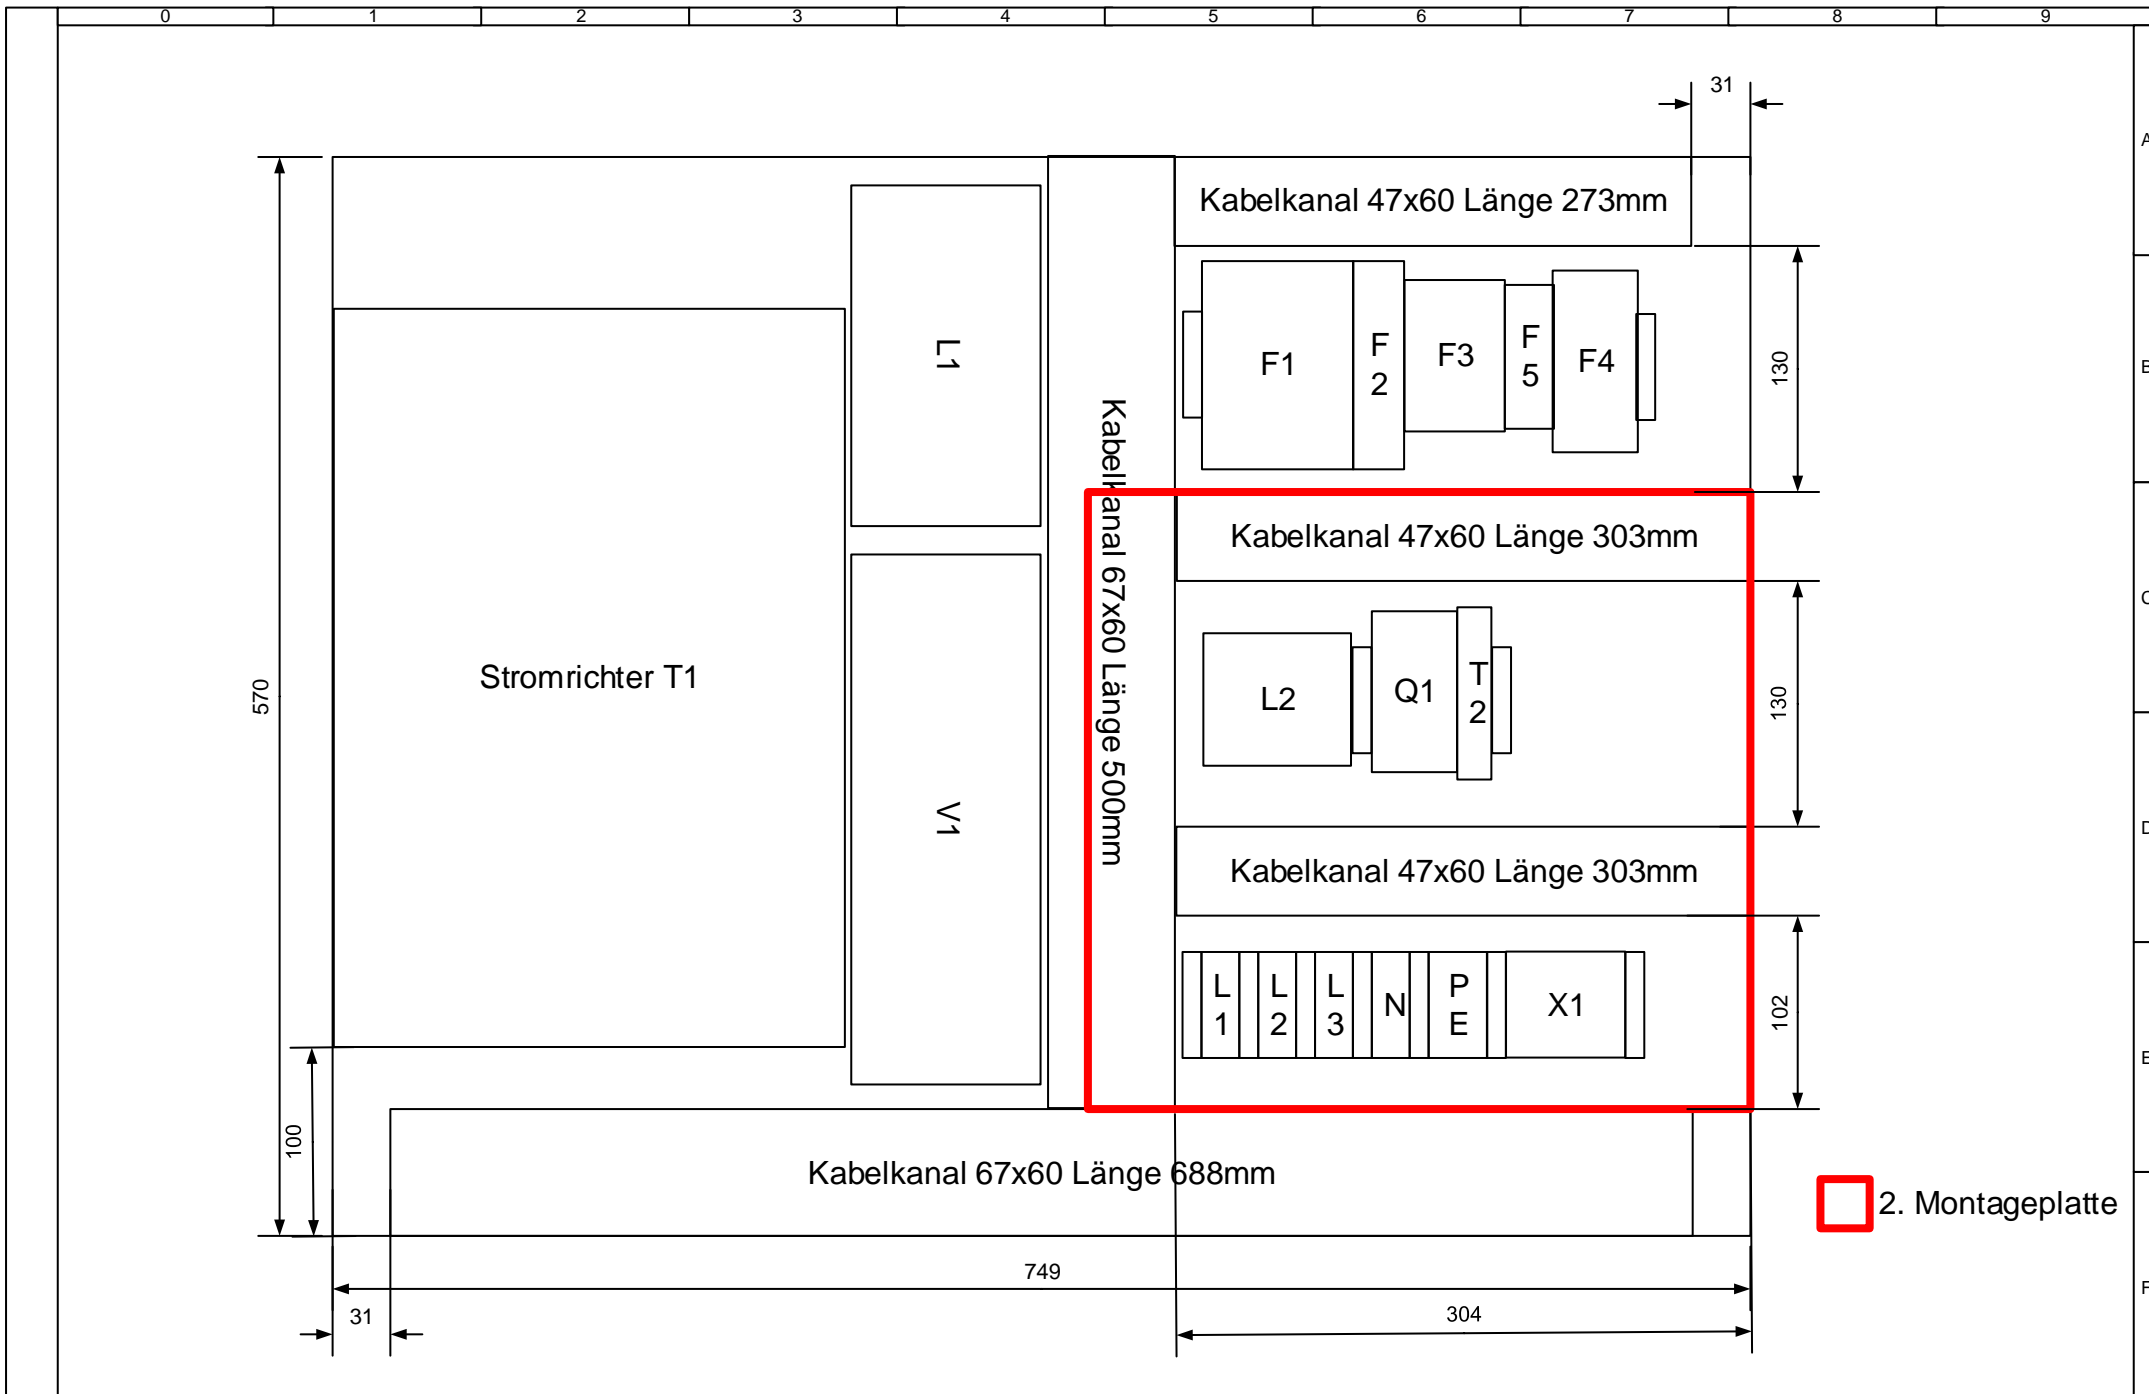 0 1 2 3 4 5 6 7 8 9
31
A
Kabelkanal 47x60 Länge 273mm
L1
F1
F
2
F3
F
5
F4
130
B
Kabelkanal 67x60 Länge 500mm
Kabelkanal 47x60 Länge 303mm
C
570
Stromrichter T1
L2
Q1
T
2
130
V1
D
Kabelkanal 47x60 Länge 303mm
L
1
L
2
L
3
N
P
E
X1
102
E
100
Kabelkanal 67x60 Länge 688mm
2. Montageplatte
749
31
304
F